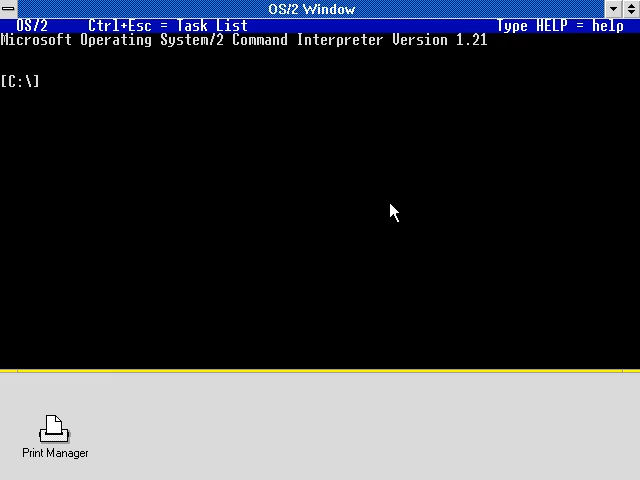 OS/2 Window
OS/2 Ctrl+Esc = Task List Type HELP = help
Microsoft Operating System/2 Command Interpreter Version 1.21
[C:\]
Print Manager